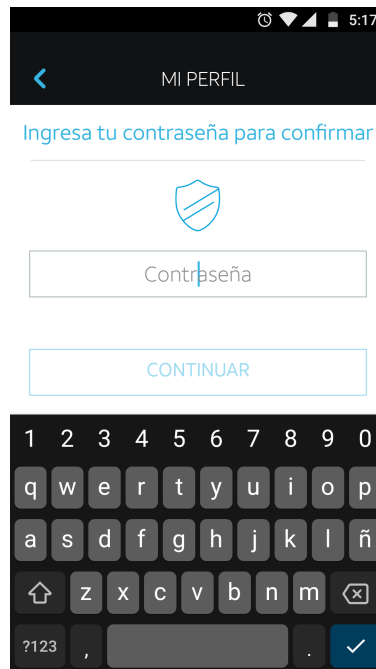 5:17
MI PERFIL
Ingresa tu contraseña para confirmar
Contraseña
CONTINUAR
1 2 3 4 5 6 7 8 9 0
q w e r t y u i o p
a s d f g h j k l ñ
z x c v b n m
?123 , .